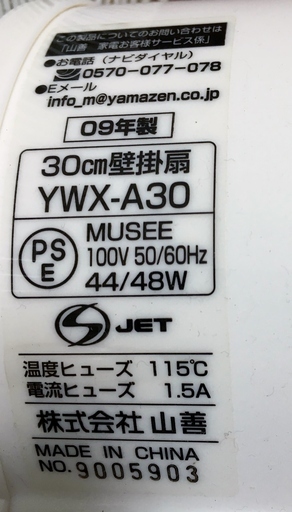 この製品についてのお問い合わせは
「山善 家電お客様サービス係」
●お電話（ナビダイヤル）
0570-077-078
●Eメール
info_m@yamazen.co.jp
09年製
30cm壁掛扇
YWX-A30
PS
E
MUSEE
100V 50/60Hz
44/48W
JET
温度ヒューズ 115℃
電流ヒューズ 1.5A
株式会社 山善
MADE IN CHINA
NO. 9005903